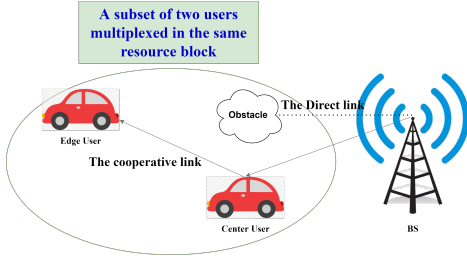 A subset of two users
multiplexed in the same
resource block
Obstacle
The Direct link
Edge User
The cooperative link
Center User
BS